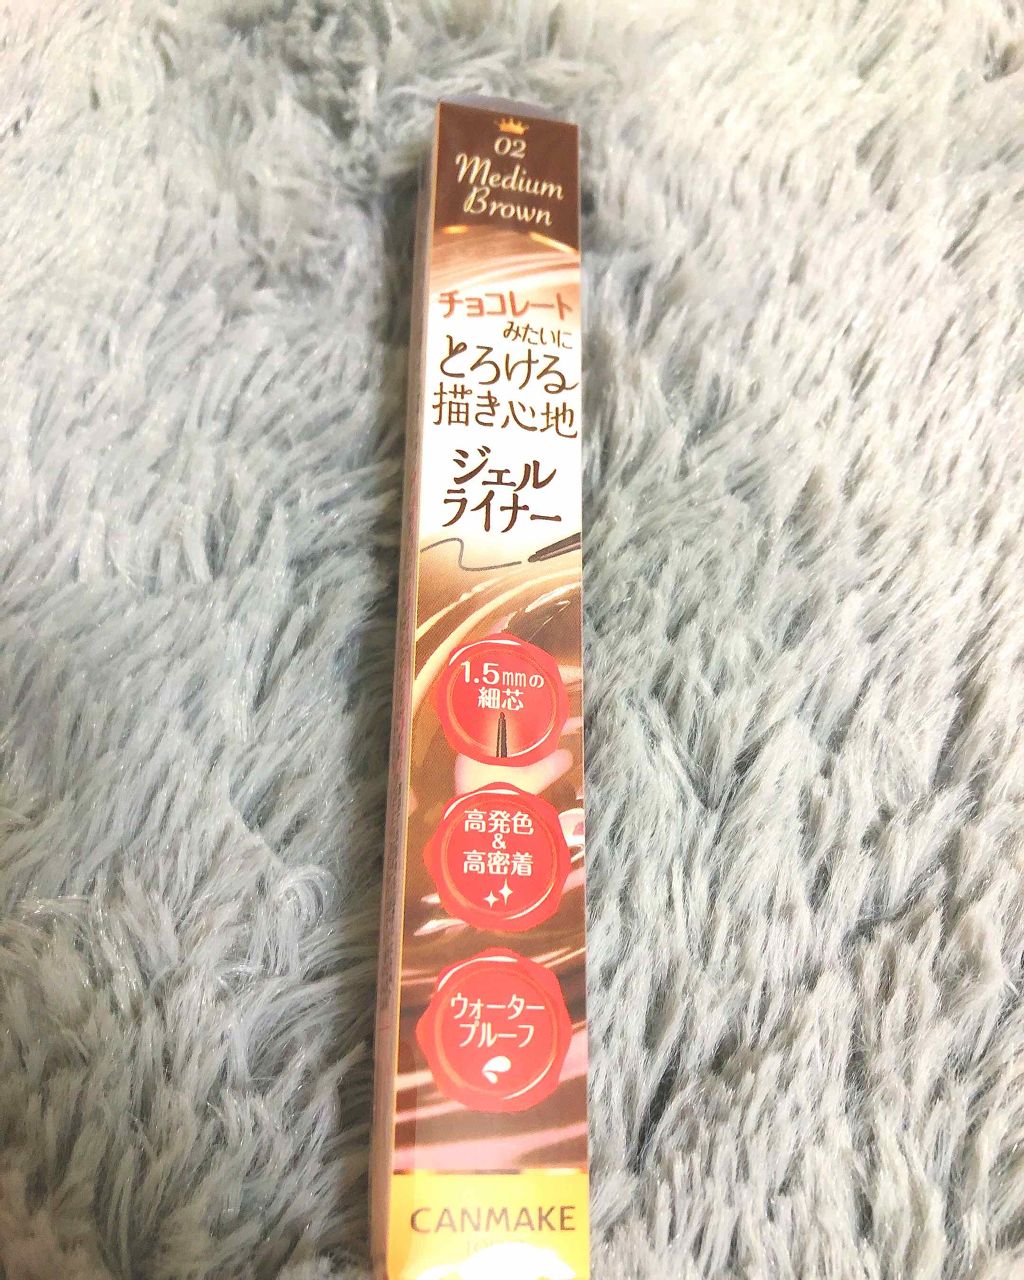 02
Medium
Brown
チョコレート
みたいに
とろける
描き心地
ジェル
ライナー
1.5mmの
細芯
高発色
&
高密着
ウォーター
プルーフ
CANMAKE